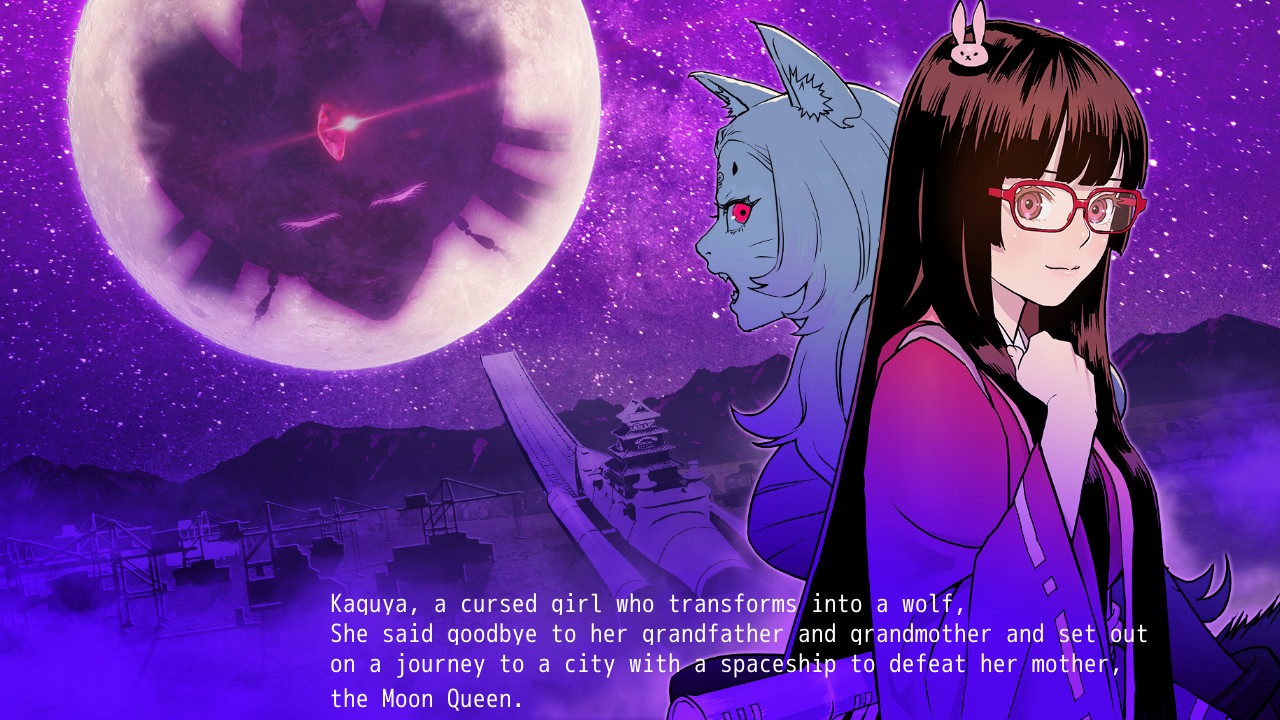 Kaguya, a cursed girl who transforms into a wolf,
She said goodbye to her grandfather and grandmother and set out
on a journey to a city with a spaceship to defeat her mother,
the Moon Queen.